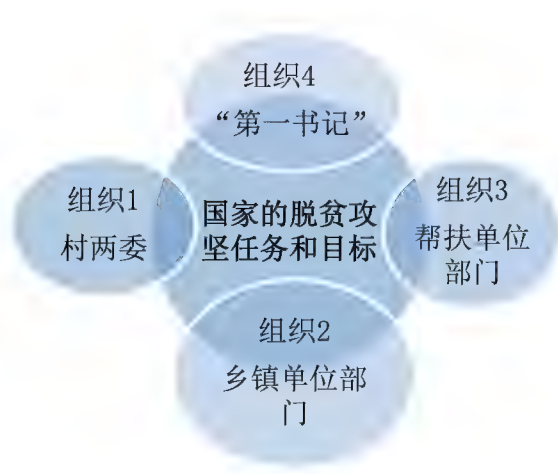 组织4
“第一书记”
组织1
村两委
国家的脱贫攻
坚任务和目标
组织3
帮扶单位
部门
组织2
乡镇单位部
门